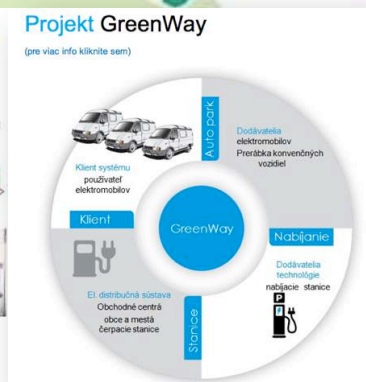 Projekt GreenWay
(pre viac info kliknite sem)
Auto park
Dodávatelia
elektromobilov
Prerábka konvenčných
vozidiel
Klient systému
používateľ
elektromobilov
Klient
GreenWay
Nabíjanie
El. distribučná sústava
Obchodné centrá
obce a mestá
čerpacie stanice
Stanice
Dodávatelia
technológie
nabíjacie stanice
P